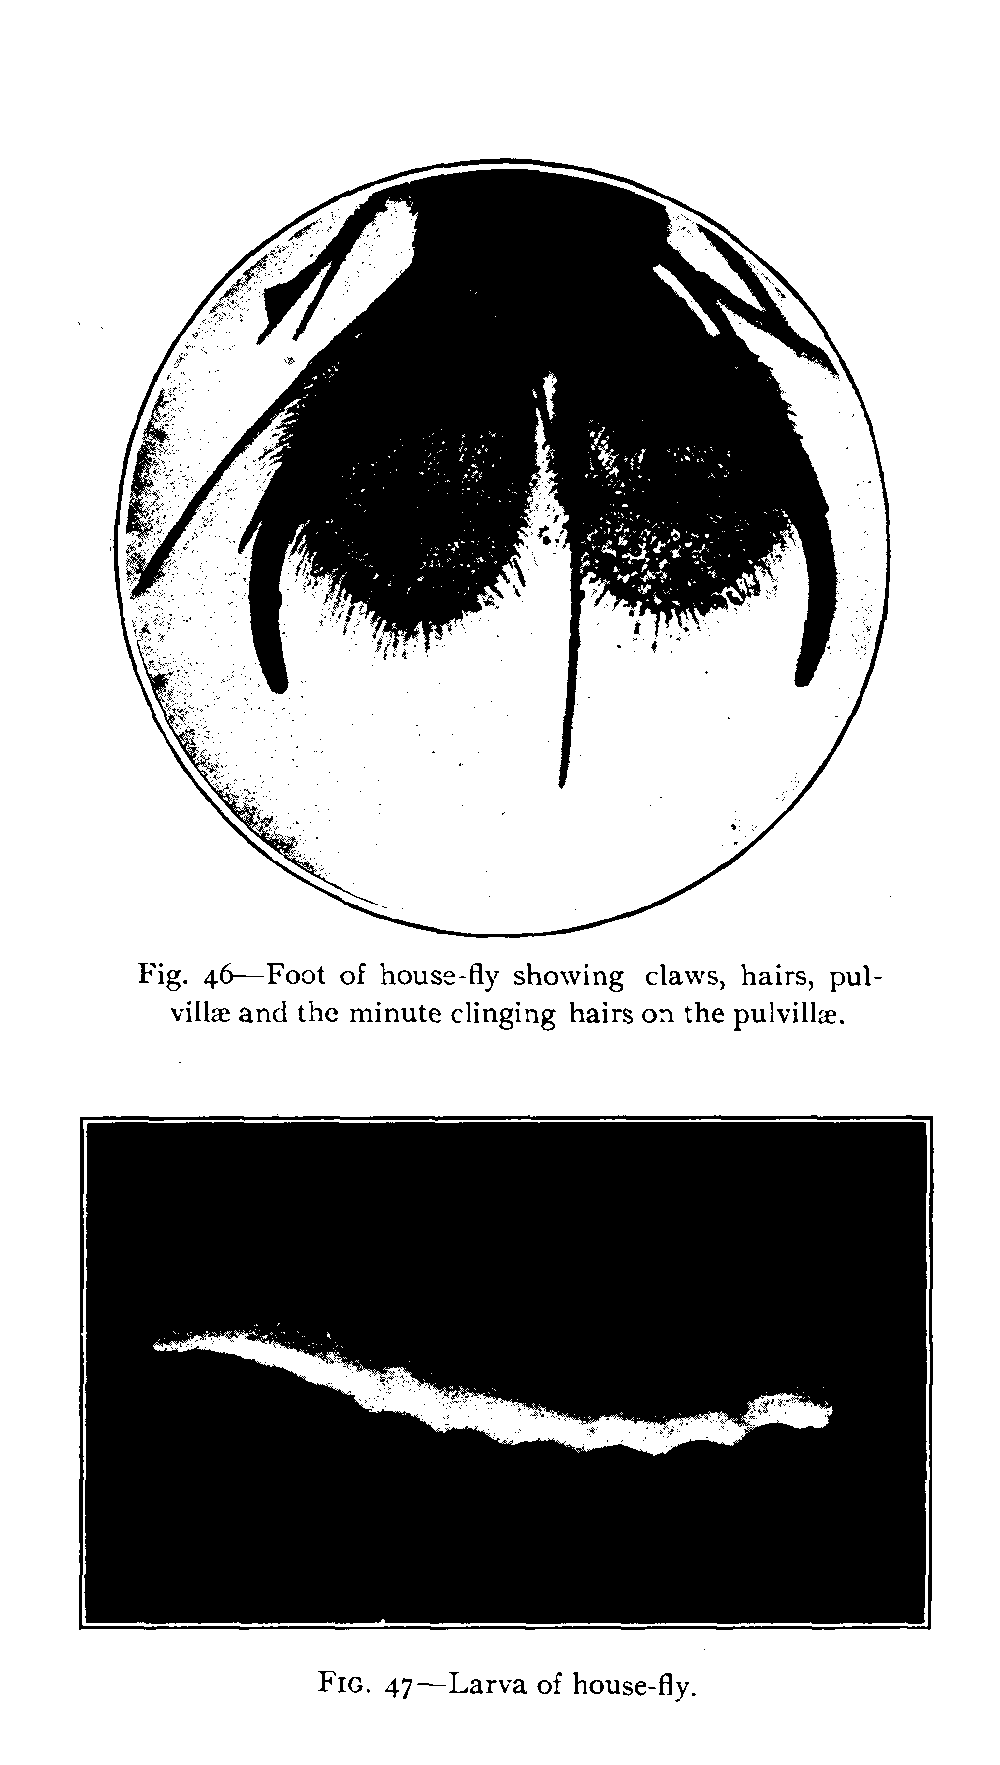 Fig. 46—Foot of house-fly showing claws, hairs, pul-
villæ and the minute clinging hairs on the pulvillæ.
FIG. 47—Larva of house-fly.